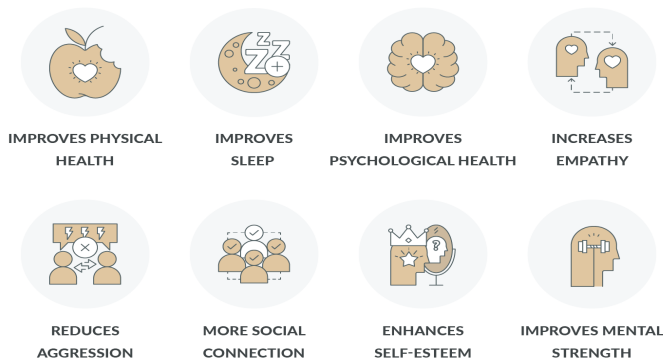 IMPROVES PHYSICAL
HEALTH
IMPROVES
SLEEP
IMPROVES
PSYCHOLOGICAL HEALTH
INCREASES
EMPATHY
REDUCES
AGGRESSION
MORE SOCIAL
CONNECTION
ENHANCES
SELF-ESTEEM
IMPROVES MENTAL
STRENGTH